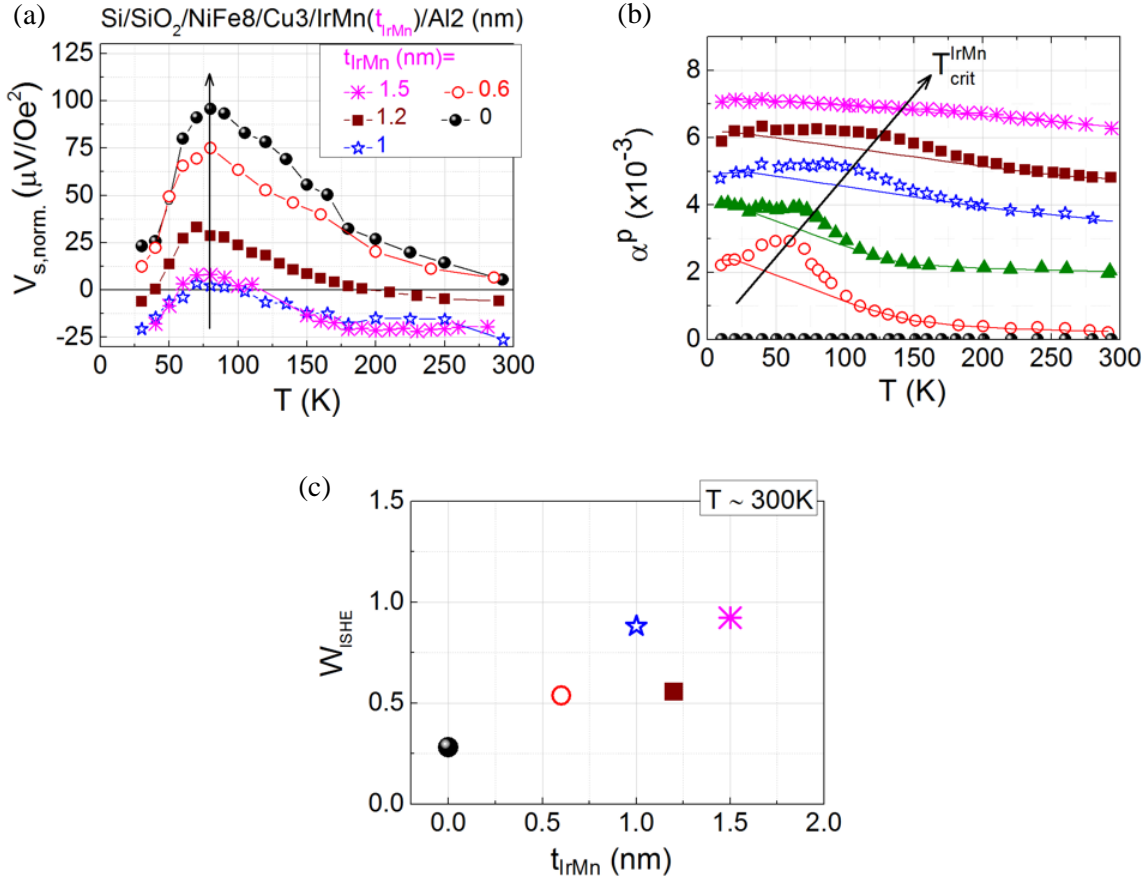 (a)
Si/SiO2/NiFe8/Cu3/IrMn(tIrMn)/Al2 (nm)
tIrMn (nm)=
1.5
0.6
1.2
0
1
125
100
75
50
25
0
-25
Vs,norm. (μV/Oe²)
0 50 100 150 200 250 300
T (K)
(b)
T crit IrMn
8
6
4
2
0
αᵖ (x10⁻³)
0 50 100 150 200 250 300
T (K)
(c)
T ~ 300K
1.5
1.0
0.5
0.0
WISHE
0.0 0.5 1.0 1.5 2.0
tIrMn (nm)